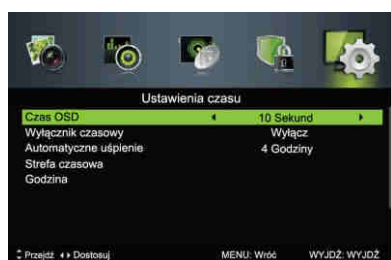 Ustawienia czasu
Czas OSD 10 Sekund
Wyłącznik czasowy Wyłącz
Automatyczne uśpienie 4 Godziny
Strefa czasowa
Godzina
Przejdź Dostosuj MENU: Wróć WYJDŹ: WYJDŹ